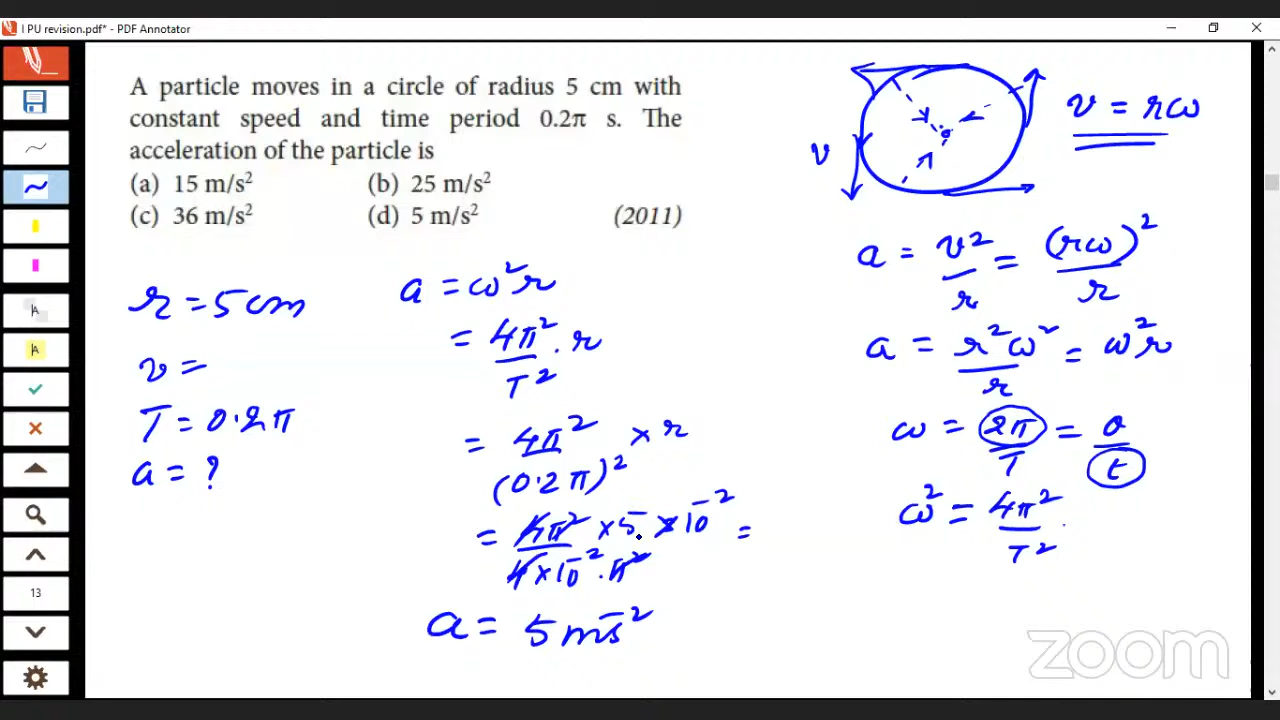 I PU revision.pdf* - PDF Annotator
A particle moves in a circle of radius 5 cm with
constant speed and time period 0.2π s. The
acceleration of the particle is
(a) 15 m/s² (b) 25 m/s²
(c) 36 m/s² (d) 5 m/s² (2011)
r = 5 cm
v =
T = 0.2π
a = ?
a = ω²r
= 4π²/T² . r
= 4π²/(0.2π)² × r
= 4π² × 5 × 10⁻² / 4 × 10⁻² . π² =
a = 5 ms⁻²
v
v = rω
a = v²/r = (rω)²/r
a = r²ω²/r = ω²r
ω = 2π/T = θ/t
ω² = 4π²/T²
13
zoom